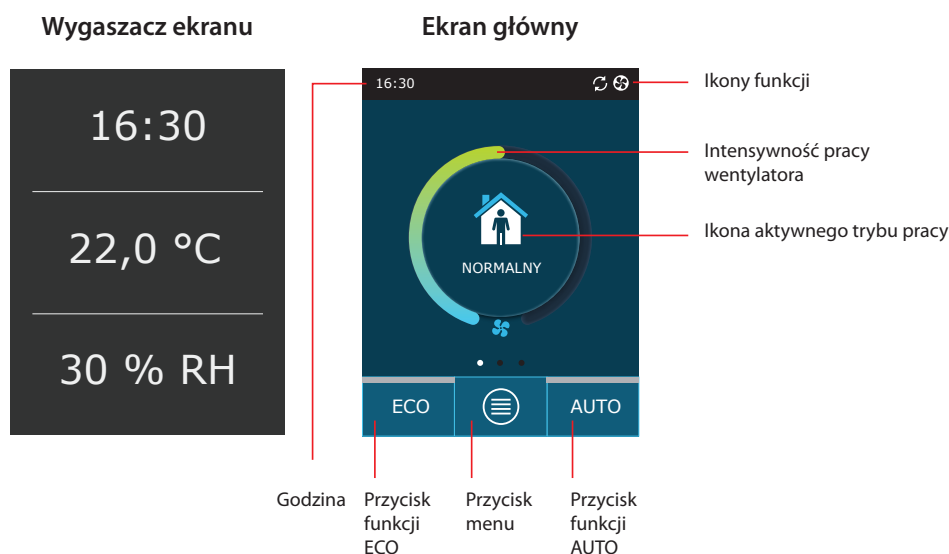 Wygaszacz ekranu
16:30
22,0 °C
30 % RH
Ekran główny
16:30
NORMALNY
ECO
AUTO
Ikony funkcji
Intensywność pracy
wentylatora
Ikona aktywnego trybu pracy
Godzina
Przycisk
funkcji
ECO
Przycisk
menu
Przycisk
funkcji
AUTO